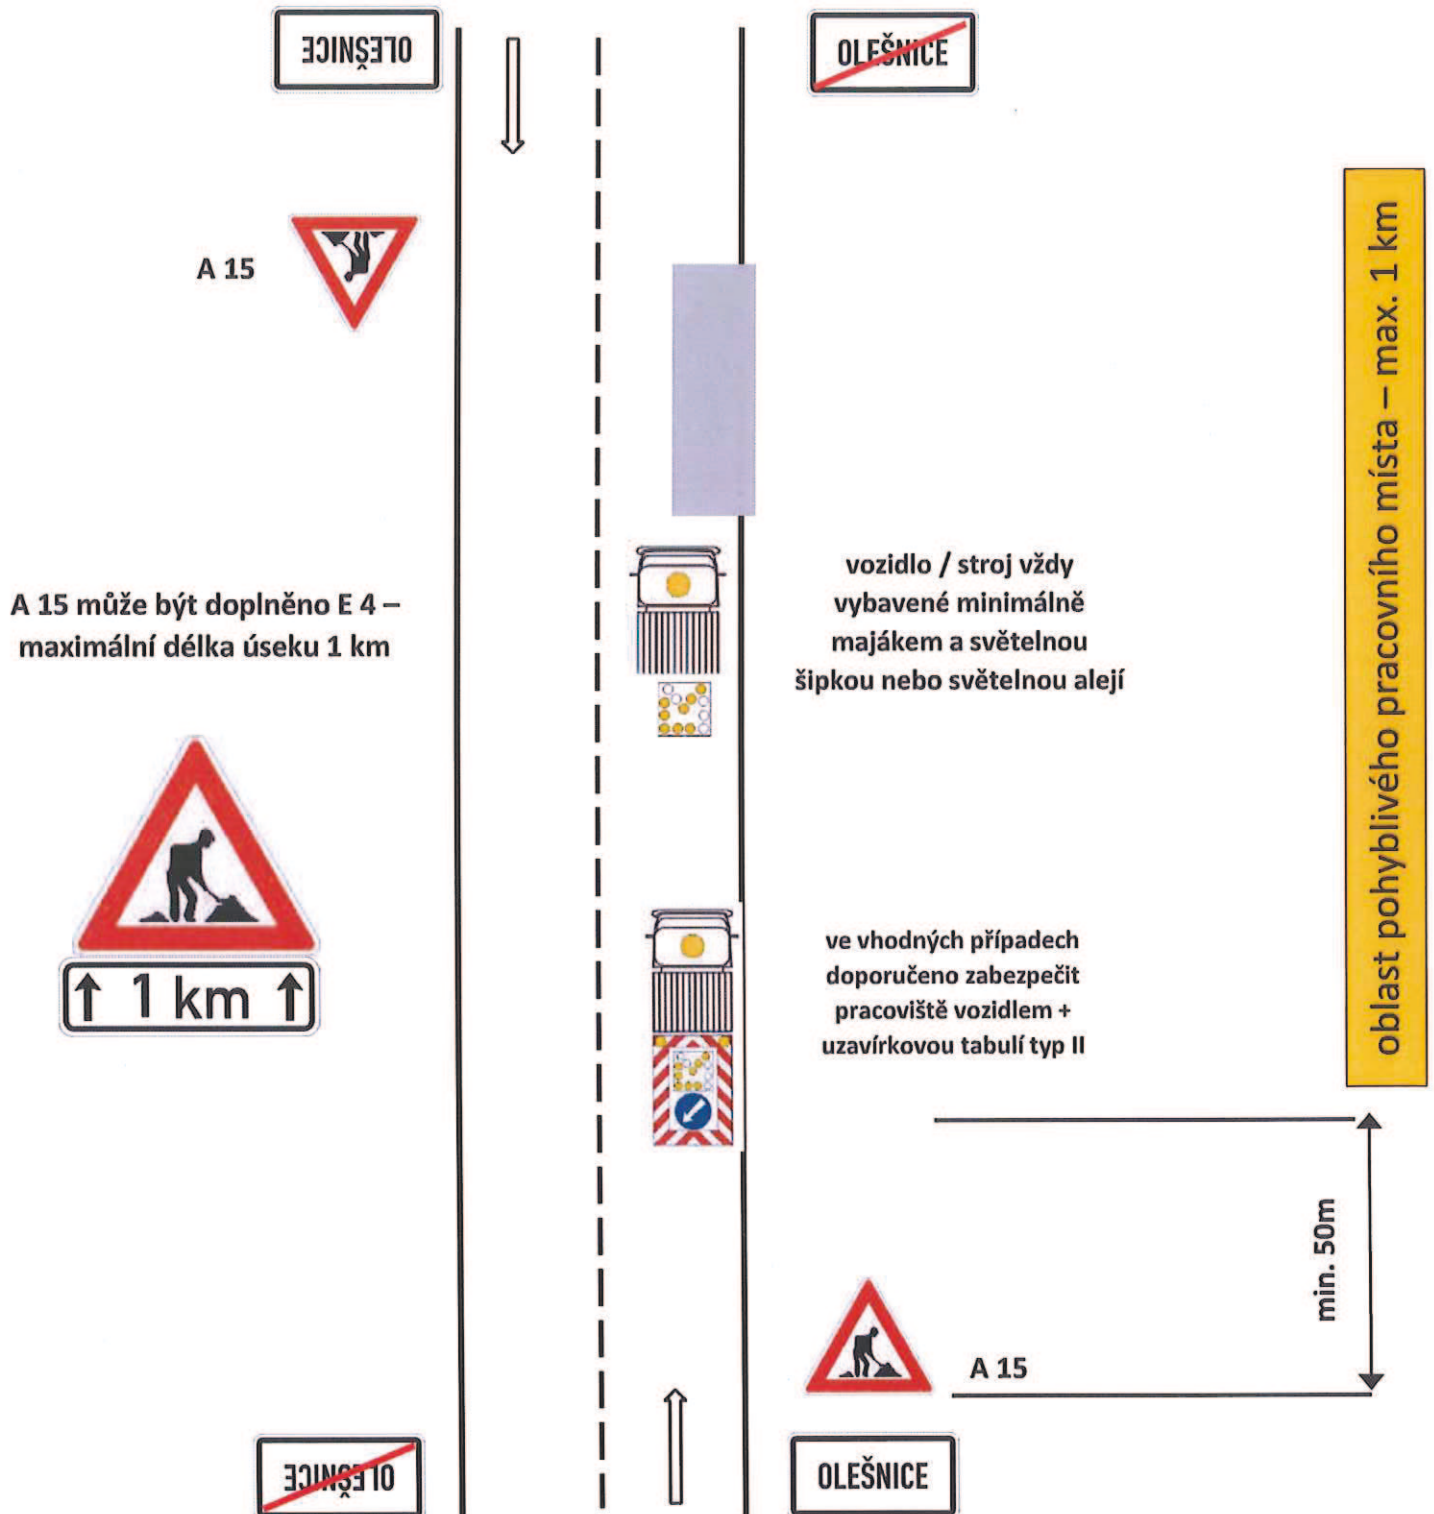 OLEŠNICE
OLEŠNICE
A 15
oblast pohyblivého pracovního místa – max. 1 km
A 15 může být doplněno E 4 –
maximální délka úseku 1 km
vozidlo / stroj vždy
vybavené minimálně
majákem a světelnou
šipkou nebo světelnou alejí
1 km
ve vhodných případech
doporučeno zabezpečit
pracoviště vozidlem +
uzavírkovou tabulí typ II
min. 50m
A 15
OLEŠNICE
OLEŠNICE